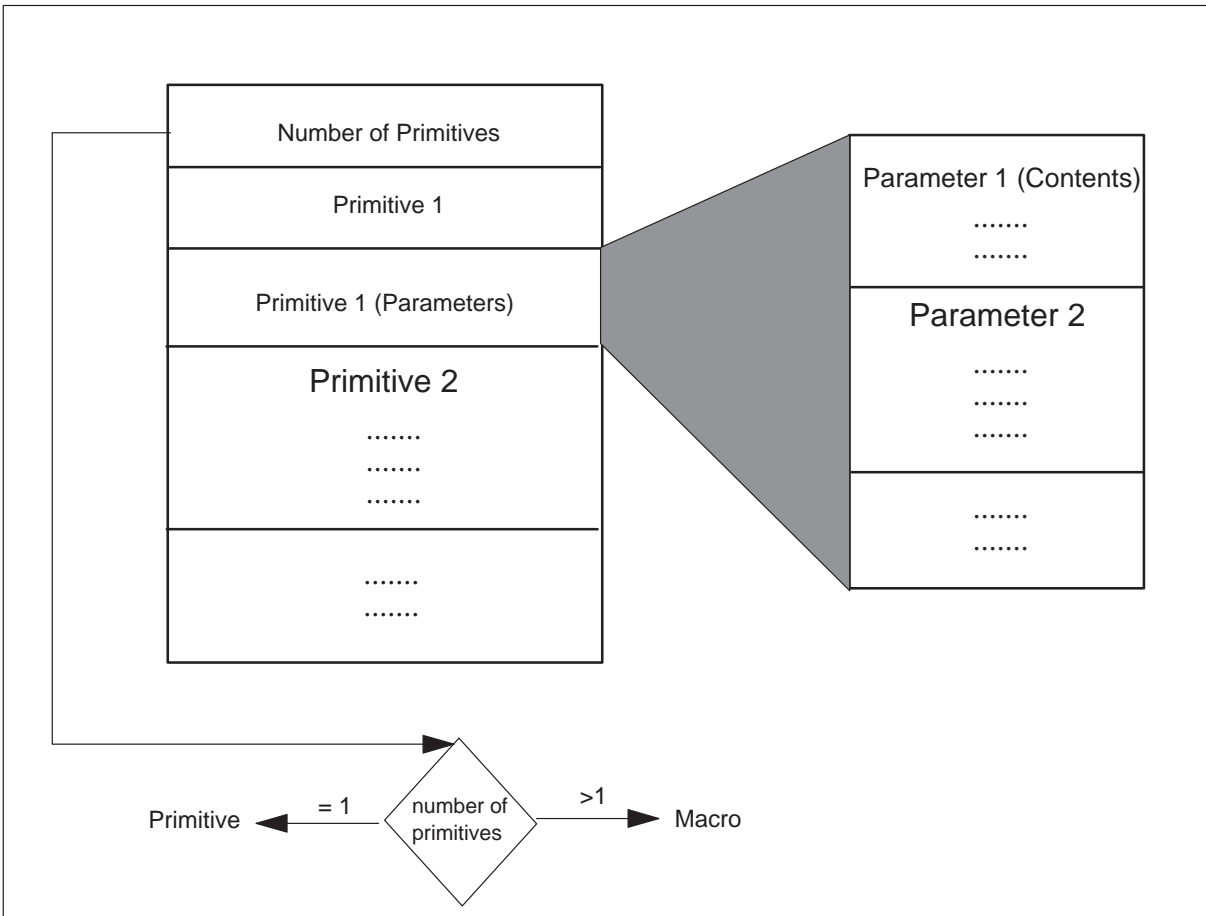 Number of Primitives
Primitive 1
Primitive 1 (Parameters)
Primitive 2
.......
.......
.......
.......
.......
Parameter 1 (Contents)
.......
.......
Parameter 2
.......
.......
.......
.......
.......
Primitive
= 1
number of
primitives
>1
Macro